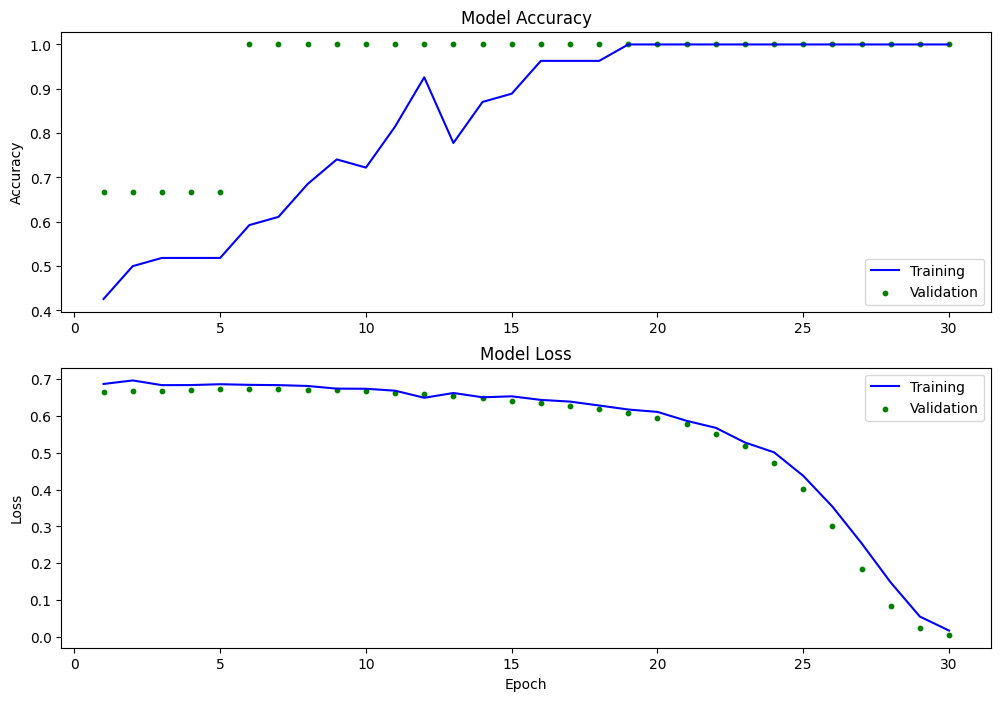 Model Accuracy
1.0
0.9
0.8
0.7
0.6
0.5
0.4
Accuracy
Training
Validation
0 5 10 15 20 25 30
Model Loss
0.7
0.6
0.5
0.4
0.3
0.2
0.1
0.0
Loss
Training
Validation
0 5 10 15 20 25 30
Epoch